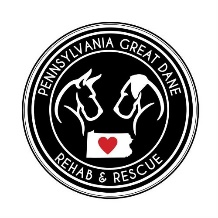 PENNSYLVANIA GREAT DANE
REHAB & RESCUE